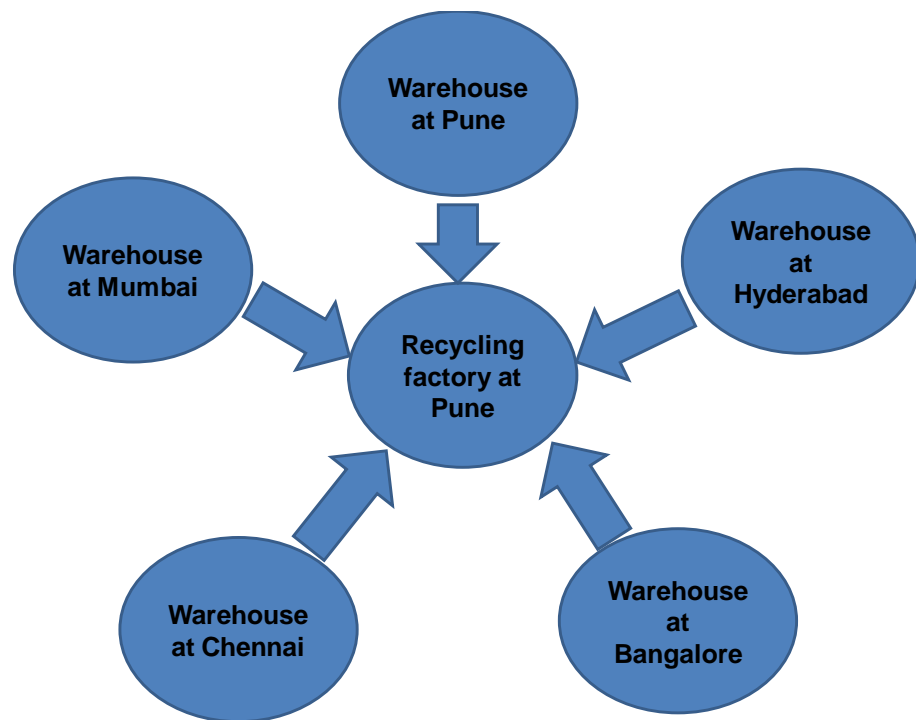 Warehouse
at Pune
Warehouse
at Mumbai
Warehouse
at
Hyderabad
Recycling
factory at
Pune
Warehouse
at Chennai
Warehouse
at
Bangalore